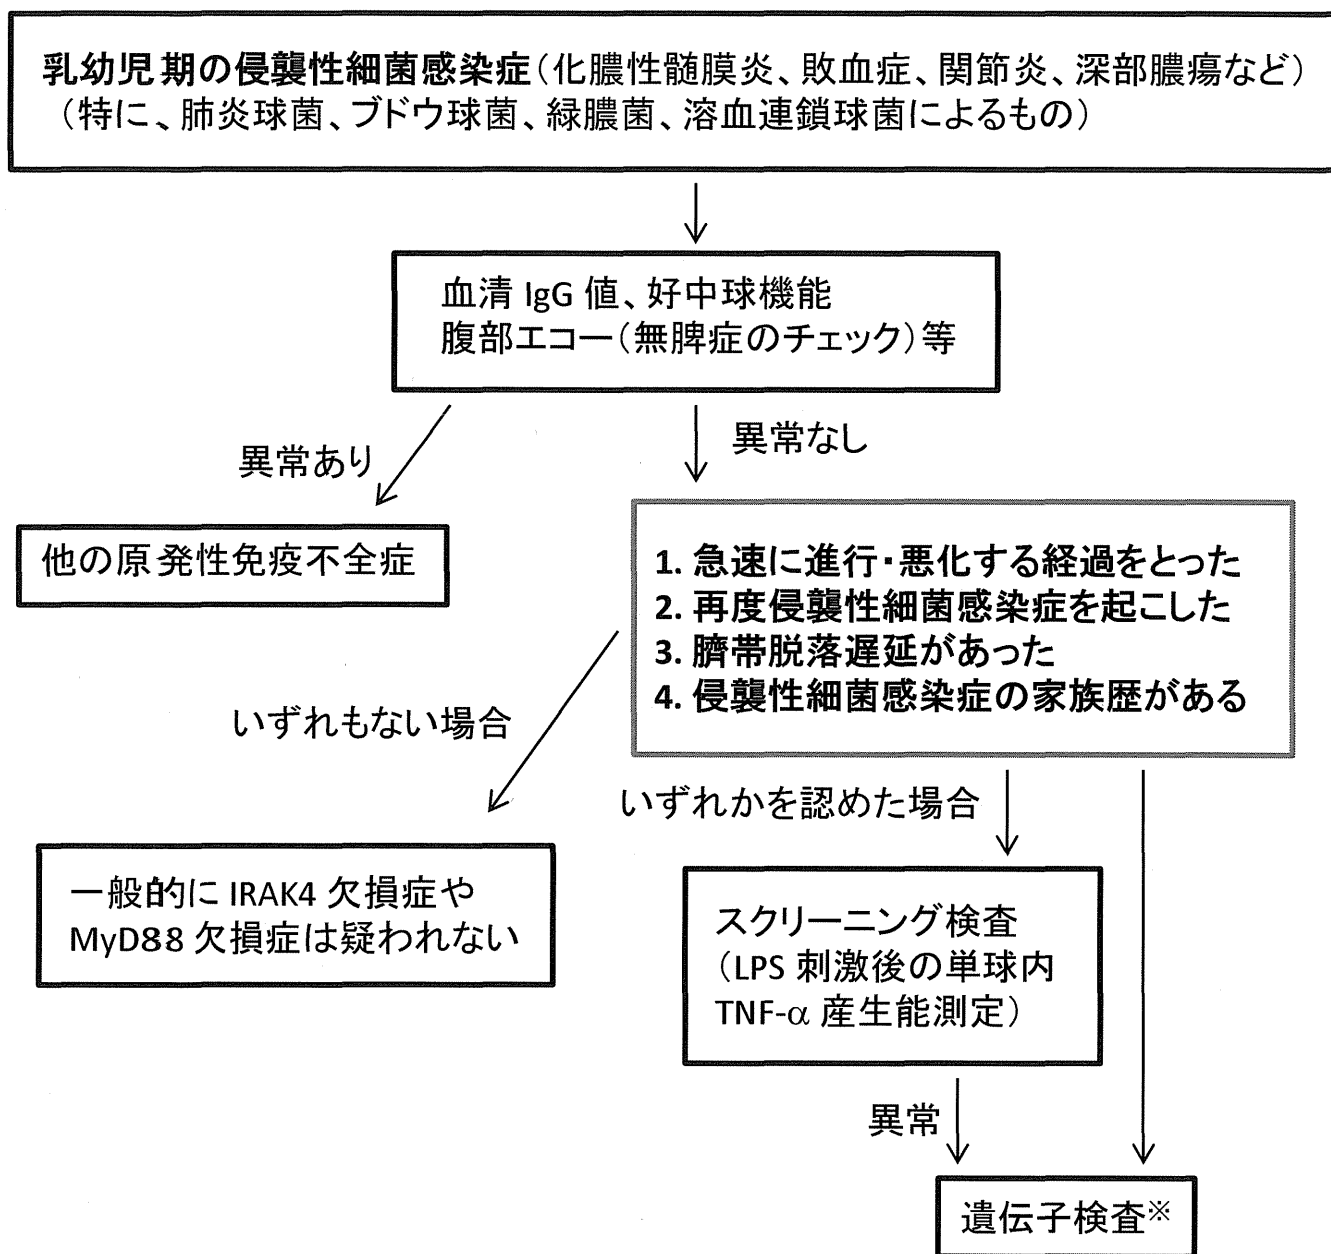 乳幼児期の侵襲性細菌感染症（化膿性髄膜炎、敗血症、関節炎、深部膿瘍など）
（特に、肺炎球菌、ブドウ球菌、緑膿菌、溶血連鎖球菌によるもの）
血清 IgG 値、好中球機能
腹部エコー（無脾症のチェック）等
異常あり
異常なし
他の原発性免疫不全症
1. 急速に進行・悪化する経過をとった
2. 再度侵襲性細菌感染症を起こした
3. 臍帯脱落遅延があった
4. 侵襲性細菌感染症の家族歴がある
いずれもない場合
いずれかを認めた場合
一般的に IRAK4 欠損症や
MyD88 欠損症は疑われない
スクリーニング検査
（LPS 刺激後の単球内
TNF-α 産生能測定）
異常
遺伝子検査※